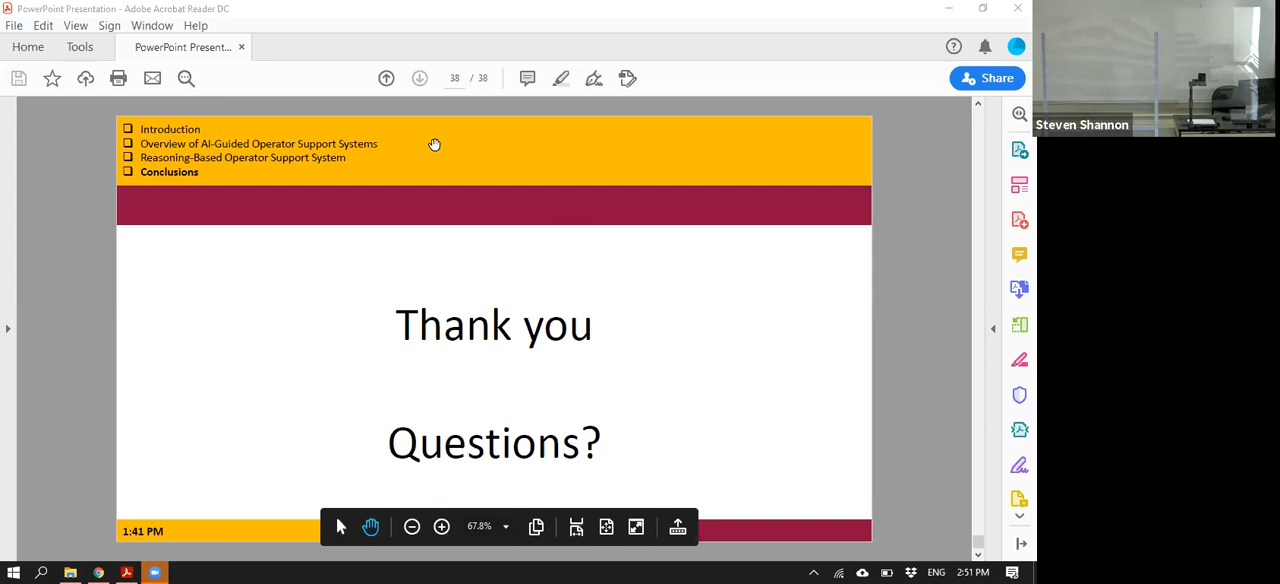 PowerPoint Presentation - Adobe Acrobat Reader DC
File Edit View Sign Window Help
Home Tools PowerPoint Present... ×
38 / 38
Share
Steven Shannon
Introduction
Overview of AI-Guided Operator Support Systems
Reasoning-Based Operator Support System
Conclusions
Thank you
Questions?
1:41 PM
67.8%
ENG 2:51 PM